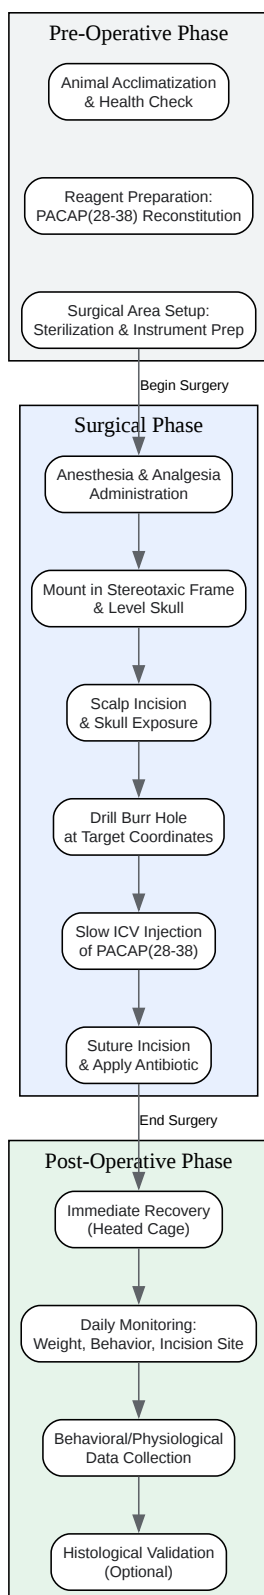 Pre-Operative Phase
Animal Acclimatization
& Health Check
Reagent Preparation:
PACAP(28-38) Reconstitution
Surgical Area Setup:
Sterilization & Instrument Prep
Begin Surgery
Surgical Phase
Anesthesia & Analgesia
Administration
Mount in Stereotaxic Frame
& Level Skull
Scalp Incision
& Skull Exposure
Drill Burr Hole
at Target Coordinates
Slow ICV Injection
of PACAP(28-38)
Suture Incision
& Apply Antibiotic
End Surgery
Post-Operative Phase
Immediate Recovery
(Heated Cage)
Daily Monitoring:
Weight, Behavior, Incision Site
Behavioral/Physiological
Data Collection
Histological Validation
(Optional)